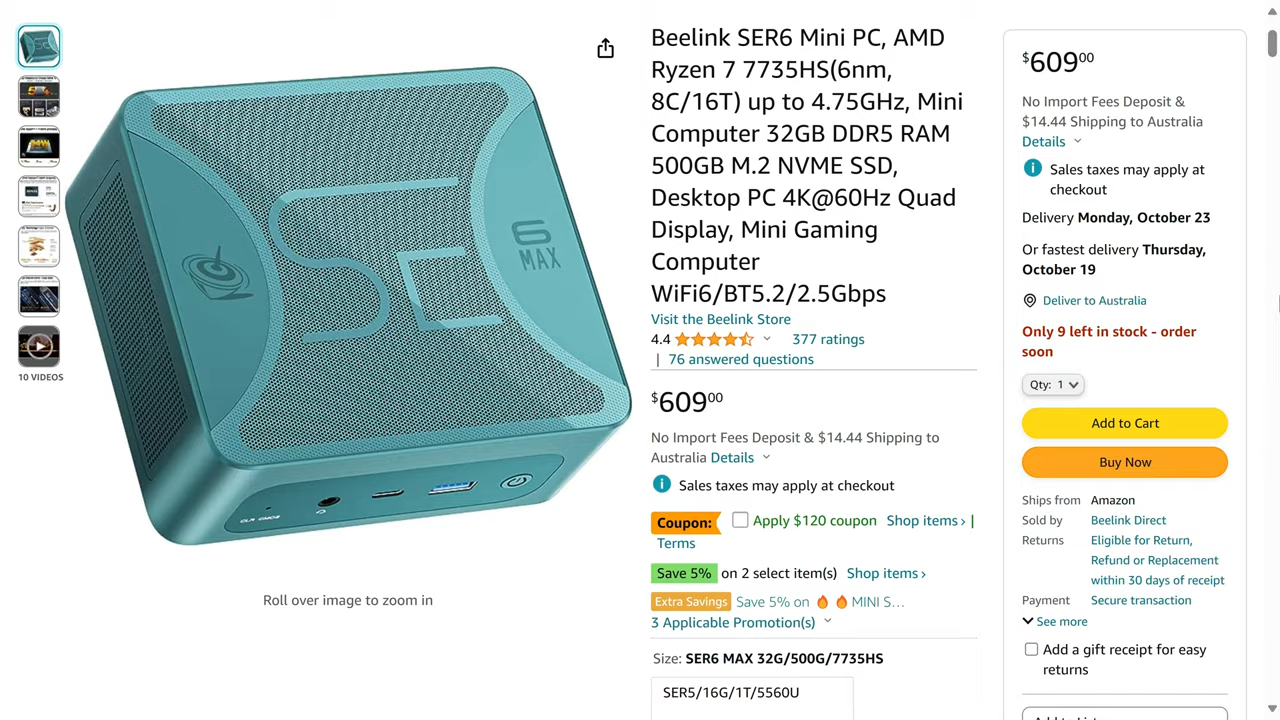 10 VIDEOS
SE
6
MAX
CLR CMOS
Roll over image to zoom in
Beelink SER6 Mini PC, AMD
Ryzen 7 7735HS(6nm,
8C/16T) up to 4.75GHz, Mini
Computer 32GB DDR5 RAM
500GB M.2 NVME SSD,
Desktop PC 4K@60Hz Quad
Display, Mini Gaming
Computer
WiFi6/BT5.2/2.5Gbps
Visit the Beelink Store
4.4 377 ratings
| 76 answered questions
$60900
No Import Fees Deposit & $14.44 Shipping to
Australia Details
Sales taxes may apply at checkout
Coupon: Apply $120 coupon Shop items › |
Terms
Save 5% on 2 select item(s) Shop items ›
Extra Savings Save 5% on 🔥 🔥 MINI S…
3 Applicable Promotion(s)
Size: SER6 MAX 32G/500G/7735HS
SER5/16G/1T/5560U
$60900
No Import Fees Deposit &
$14.44 Shipping to Australia
Details
Sales taxes may apply at
checkout
Delivery Monday, October 23
Or fastest delivery Thursday,
October 19
Deliver to Australia
Only 9 left in stock - order
soon
Qty: 1
Add to Cart
Buy Now
Ships from Amazon
Sold by Beelink Direct
Returns Eligible for Return,
Refund or Replacement
within 30 days of receipt
Payment Secure transaction
See more
Add a gift receipt for easy
returns